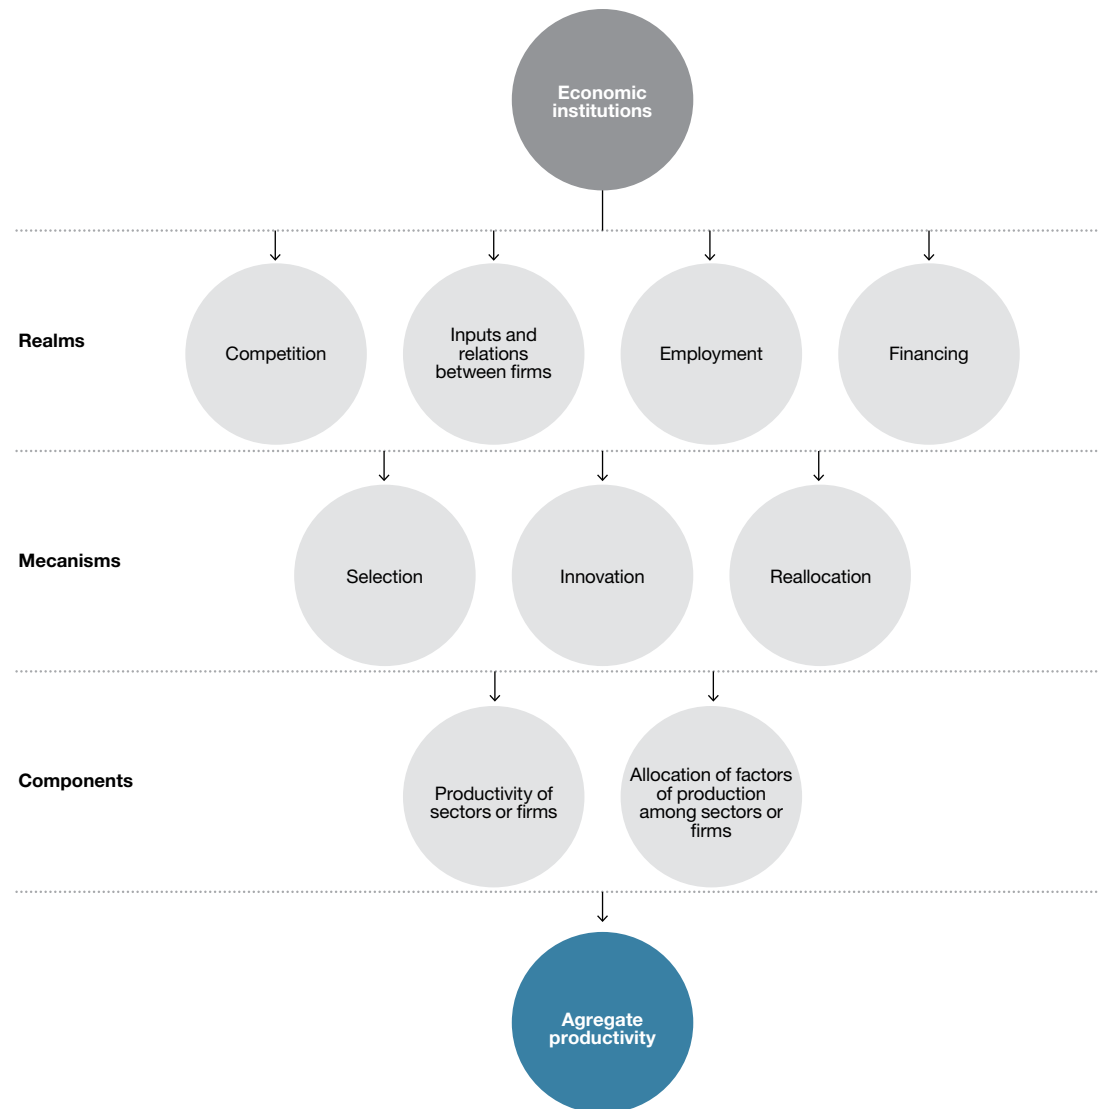 Economic
institutions
Realms
Competition
Inputs and
relations
between firms
Employment
Financing
Mecanisms
Selection
Innovation
Reallocation
Components
Productivity of
sectors or firms
Allocation of factors
of production
among sectors or
firms
Agregate
productivity